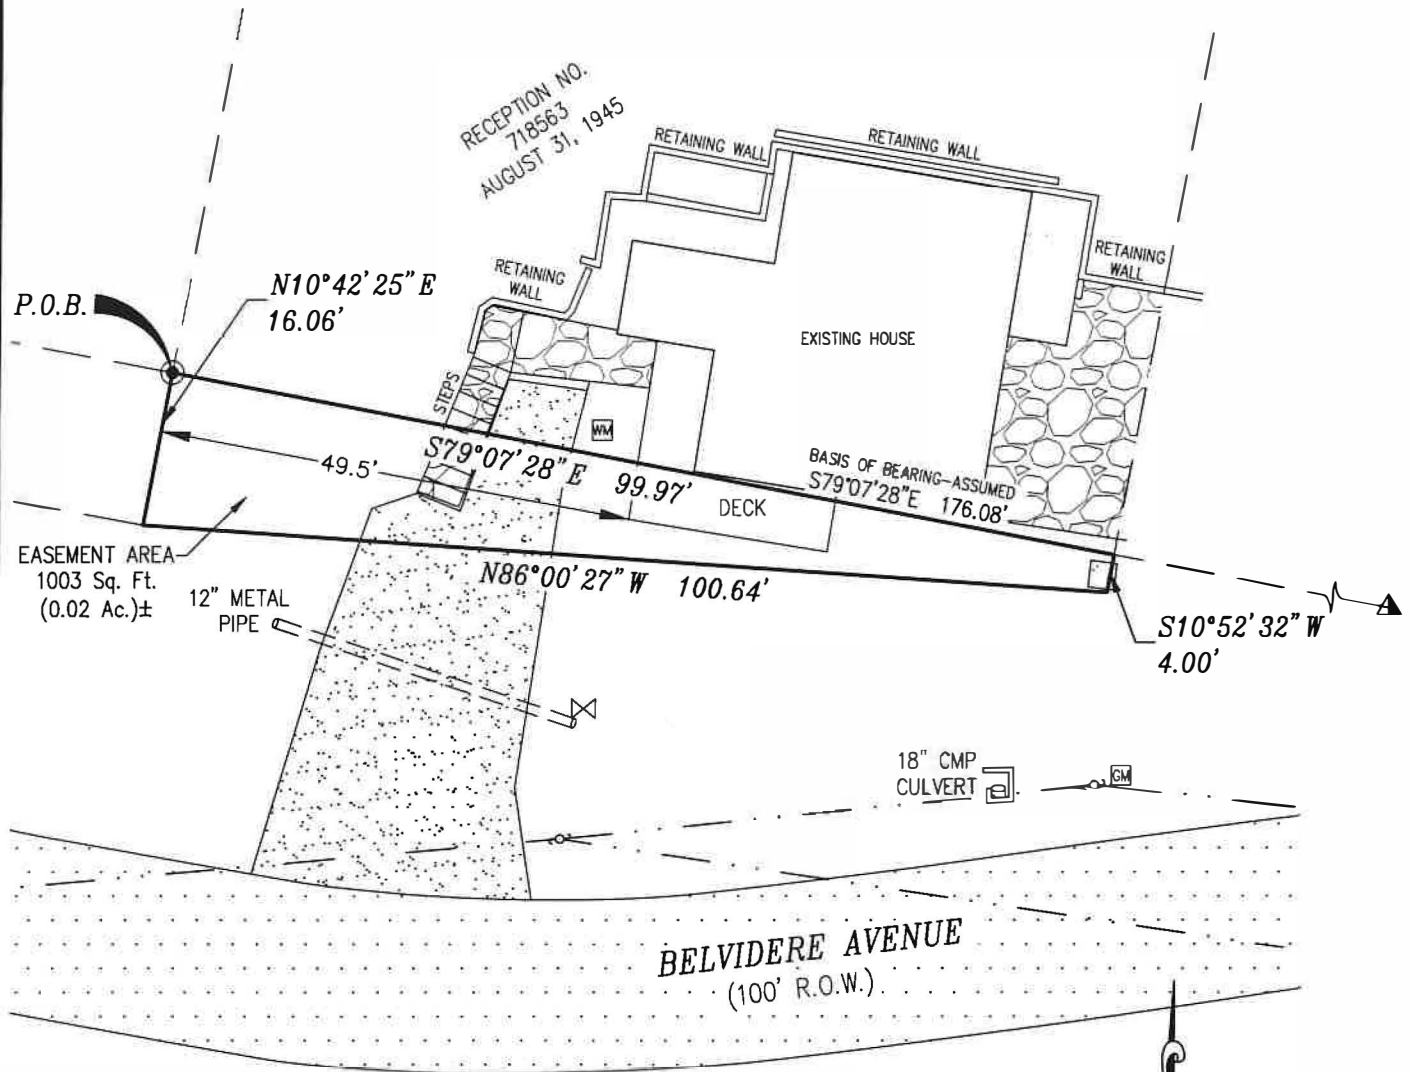 RECEPTION NO.
718563
AUGUST 31, 1945
RETAINING WALL
RETAINING WALL
RETAINING
WALL
RETAINING
WALL
N10°42'25" E
16.06'
P.O.B.
EXISTING HOUSE
STEPS
WM
49.5'
S79°07'28" E 99.97'
BASIS OF BEARING-ASSUMED
S79°07'28"E 176.08'
DECK
EASEMENT AREA
1003 Sq. Ft.
(0.02 Ac.)±
N86°00'27" W 100.64'
12" METAL
PIPE
S10°52'32" W
4.00'
18" CMP
CULVERT
GM
BELVIDERE AVENUE
(100' R.O.W.)